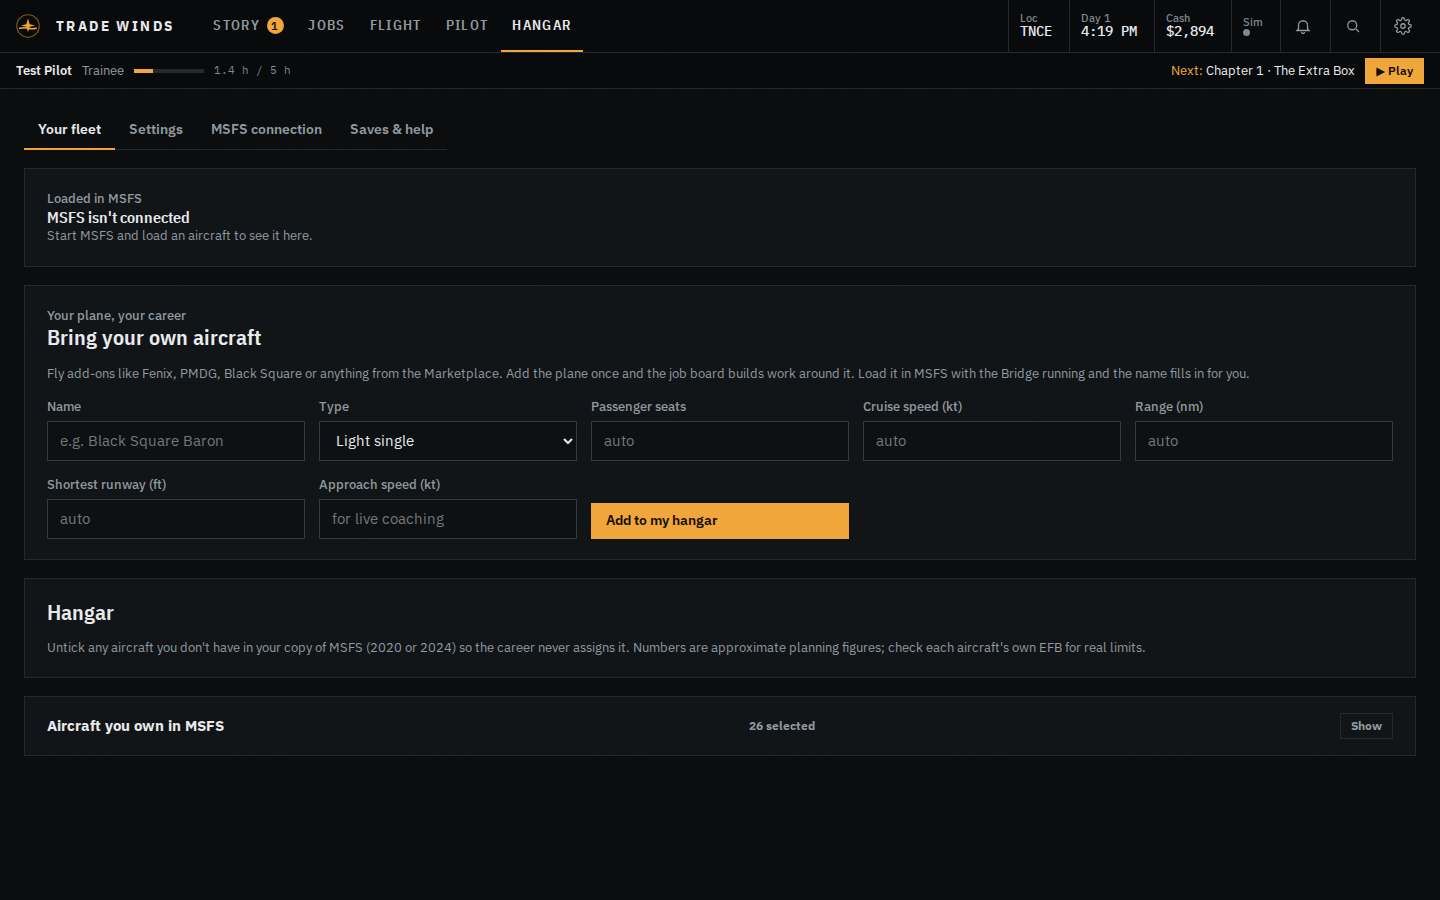 TRADE WINDS
STORY 1
JOBS
FLIGHT
PILOT
HANGAR
Loc
TNCE
Day 1
4:19 PM
Cash
$2,894
Sim
Test Pilot Trainee 1.4 h / 5 h
Next: Chapter 1 · The Extra Box
▶ Play
Your fleet
Settings
MSFS connection
Saves & help
Loaded in MSFS
MSFS isn't connected
Start MSFS and load an aircraft to see it here.
Your plane, your career
Bring your own aircraft
Fly add-ons like Fenix, PMDG, Black Square or anything from the Marketplace. Add the plane once and the job board builds work around it. Load it in MSFS with the Bridge running and the name fills in for you.
Name
e.g. Black Square Baron
Type
Light single
Passenger seats
auto
Cruise speed (kt)
auto
Range (nm)
auto
Shortest runway (ft)
auto
Approach speed (kt)
for live coaching
Add to my hangar
Hangar
Untick any aircraft you don't have in your copy of MSFS (2020 or 2024) so the career never assigns it. Numbers are approximate planning figures; check each aircraft's own EFB for real limits.
Aircraft you own in MSFS
26 selected
Show